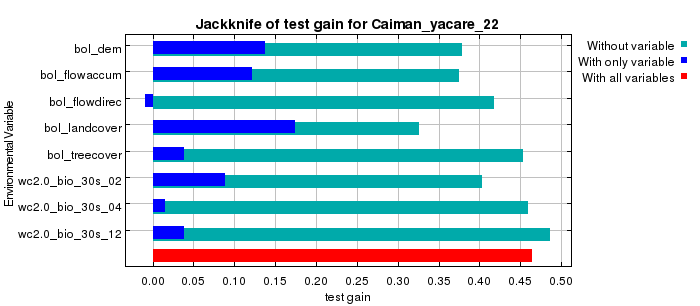 Jackknife of test gain for Caiman_yacare_22
Environmental Variable
bol_dem
bol_flowaccum
bol_flowdirec
bol_landcover
bol_treecover
wc2.0_bio_30s_02
wc2.0_bio_30s_04
wc2.0_bio_30s_12
0.00 0.05 0.10 0.15 0.20 0.25 0.30 0.35 0.40 0.45 0.50
test gain
Without variable
With only variable
With all variables